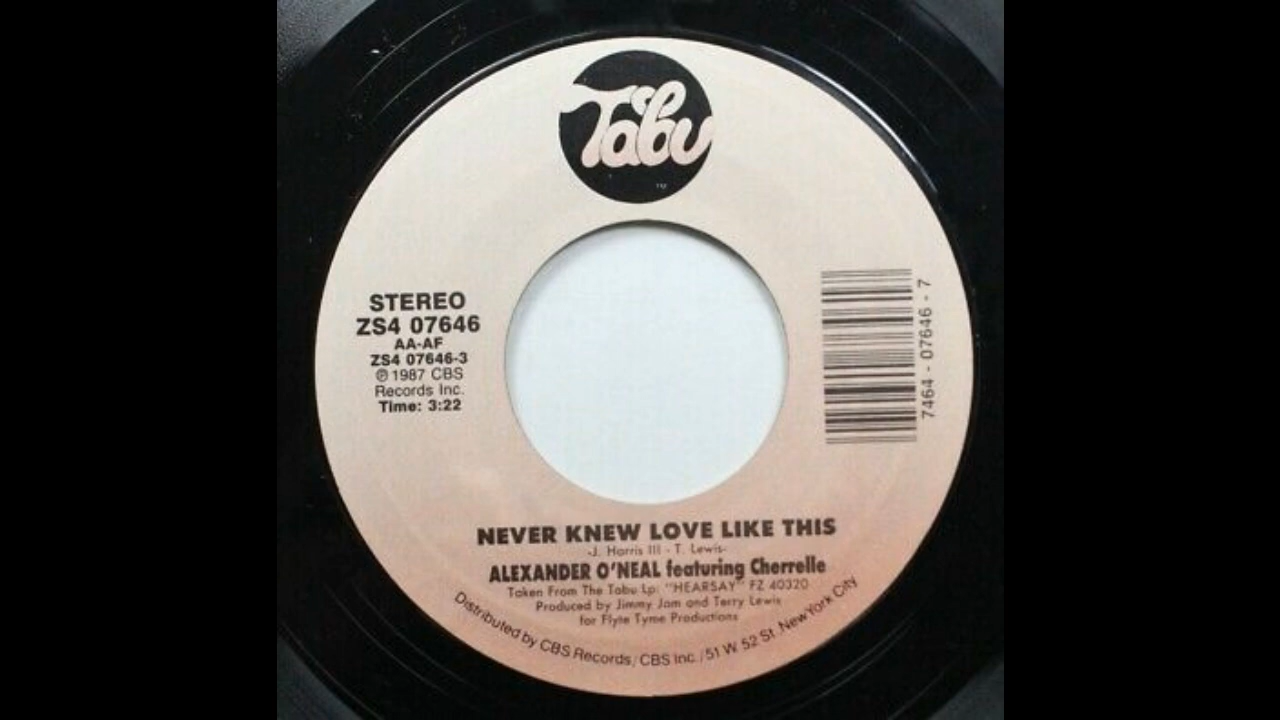 Tabu
TM
STEREO
ZS4 07646
AA-AF
ZS4 07646-3
℗ 1987 CBS
Records Inc.
Time: 3:22
7464 - 07646 - 7
NEVER KNEW LOVE LIKE THIS
-J. Harris III - T. Lewis-
ALEXANDER O'NEAL featuring Cherrelle
Taken From The Tabu Lp: "HEARSAY" FZ 40320
Produced by Jimmy Jam and Terry Lewis
for Flyte Tyme Productions
Distributed by CBS Records/CBS Inc./51 W. 52 St. New York City